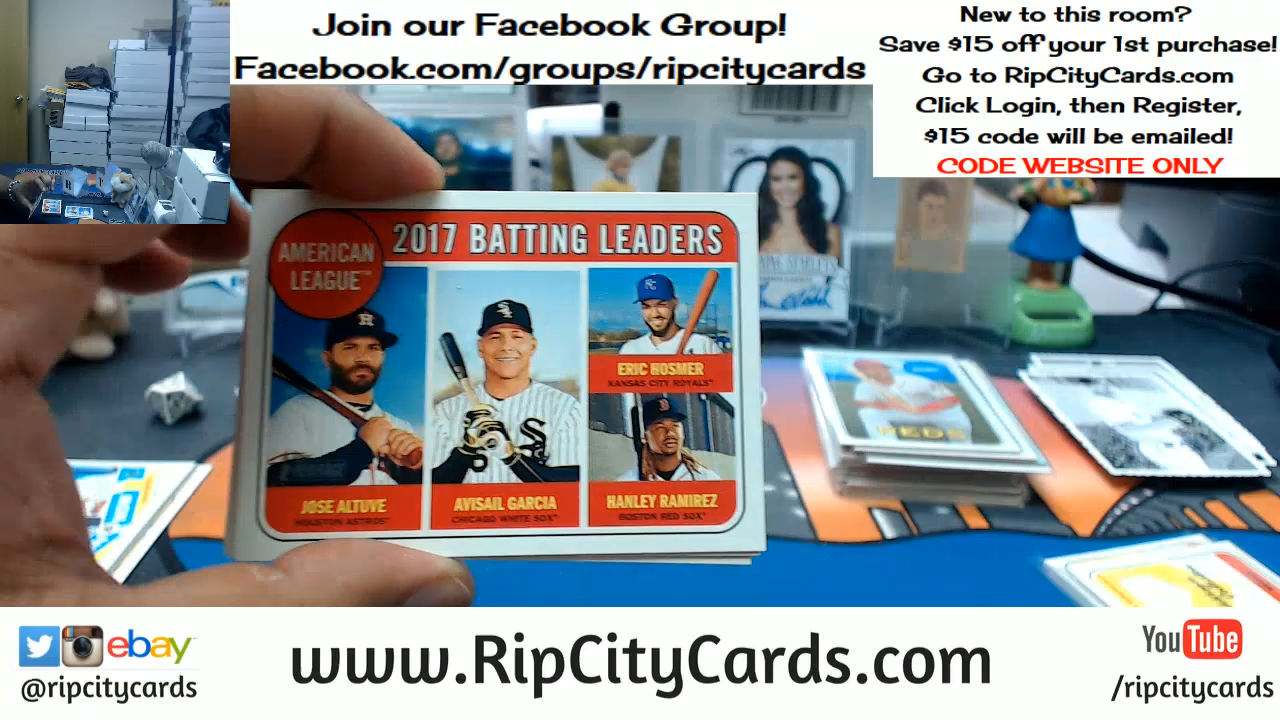 Join our Facebook Group!
Facebook.com/groups/ripcitycards
New to this room?
Save $15 off your 1st purchase!
Go to RipCityCards.com
Click Login, then Register,
$15 code will be emailed!
CODE WEBSITE ONLY
AMERICAN
LEAGUE™
2017 BATTING LEADERS
ERIC HOSMER
KANSAS CITY ROYALS
JOSE ALTUVE
HOUSTON ASTROS
AVISAIL GARCIA
CHICAGO WHITE SOX
HANLEY RAMIREZ
BOSTON RED SOX
REDS
ebay
@ripcitycards
www.RipCityCards.com
YouTube
/ripcitycards